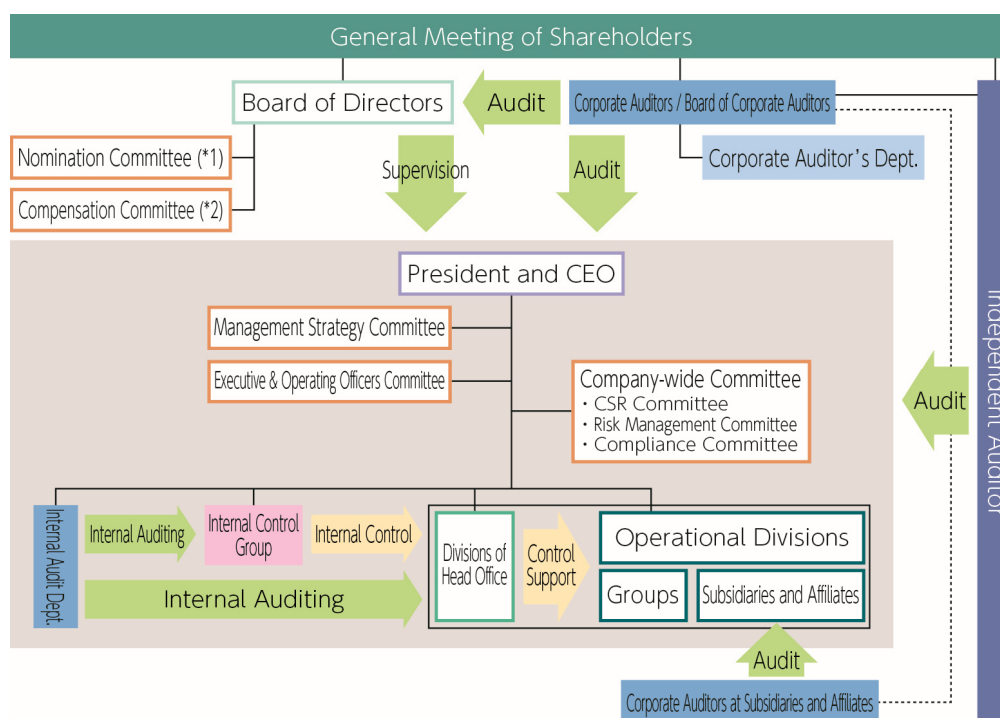 General Meeting of Shareholders
Board of Directors
Audit
Corporate Auditors / Board of Corporate Auditors
Nomination Committee (*1)
Compensation Committee (*2)
Supervision
Audit
Corporate Auditor's Dept.
President and CEO
Management Strategy Committee
Executive & Operating Officers Committee
Company-wide Committee
・CSR Committee
・Risk Management Committee
・Compliance Committee
Audit
Independent Auditor
Internal Audit Dept.
Internal Auditing
Internal Control
Group
Internal Control
Internal Auditing
Divisions of
Head Office
Control
Support
Operational Divisions
Groups
Subsidiaries and Affiliates
Audit
Corporate Auditors at Subsidiaries and Affiliates